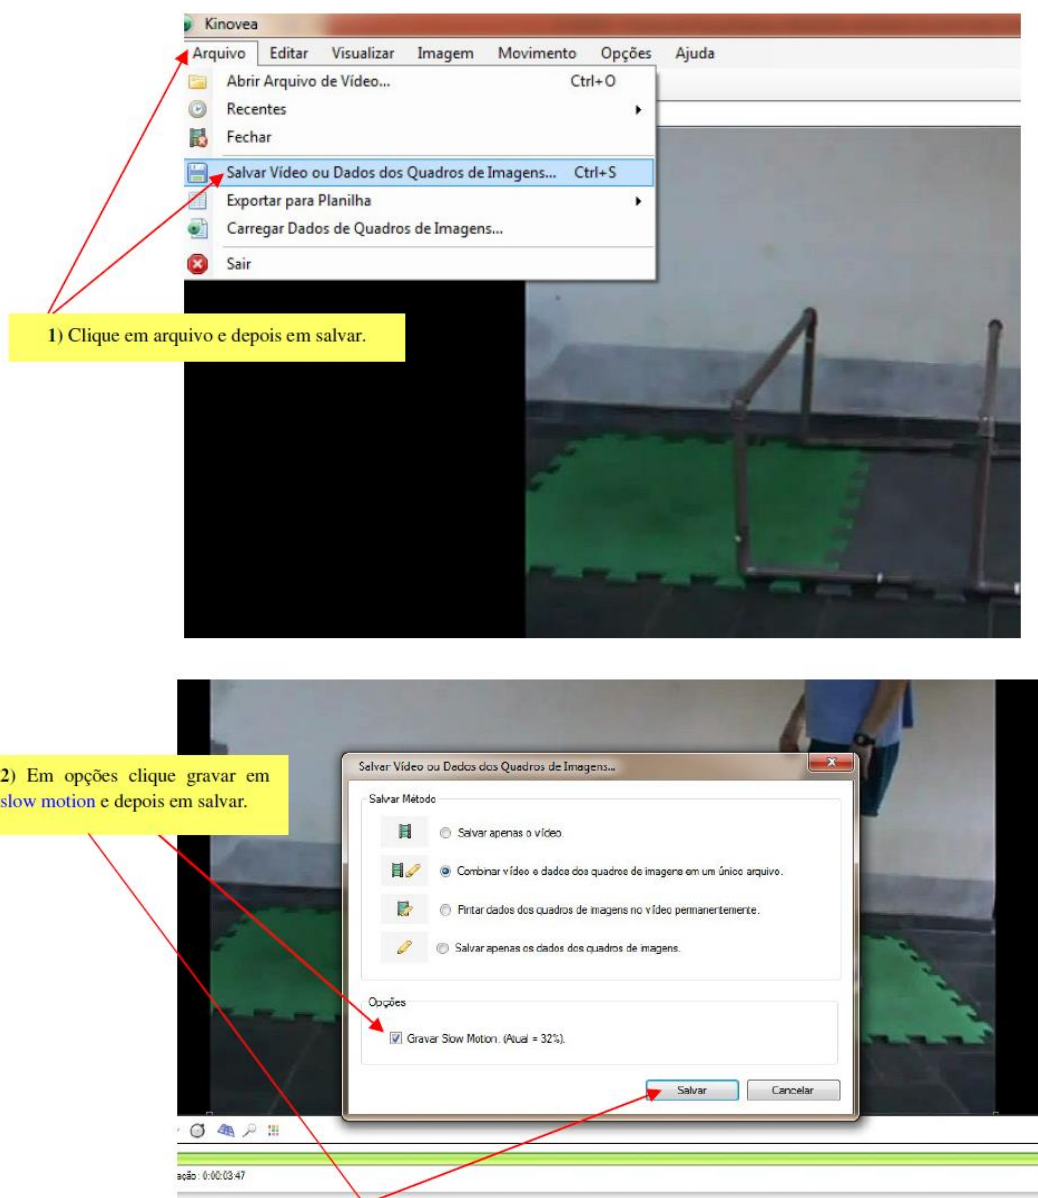 Kinovea
Arquivo Editar Visualizar Imagem Movimento Opções Ajuda
Abrir Arquivo de Vídeo... Ctrl+O
Recentes
Fechar
Salvar Vídeo ou Dados dos Quadros de Imagens... Ctrl+S
Exportar para Planilha
Carregar Dados de Quadros de Imagens...
Sair
1) Clique em arquivo e depois em salvar.
2) Em opções clique gravar em
slow motion e depois em salvar.
Salvar Vídeo ou Dados dos Quadros de Imagens...
Salvar Método
Salvar apenas o vídeo.
Combinar vídeo e dados dos quadros de imagens em um único arquivo.
Pintar dados dos quadros de imagens no vídeo permanentemente.
Salvar apenas os dados dos quadros de imagens.
Opções
Gravar Slow Motion. (Atual = 32%).
Salvar Cancelar
ação : 0:00:03:47